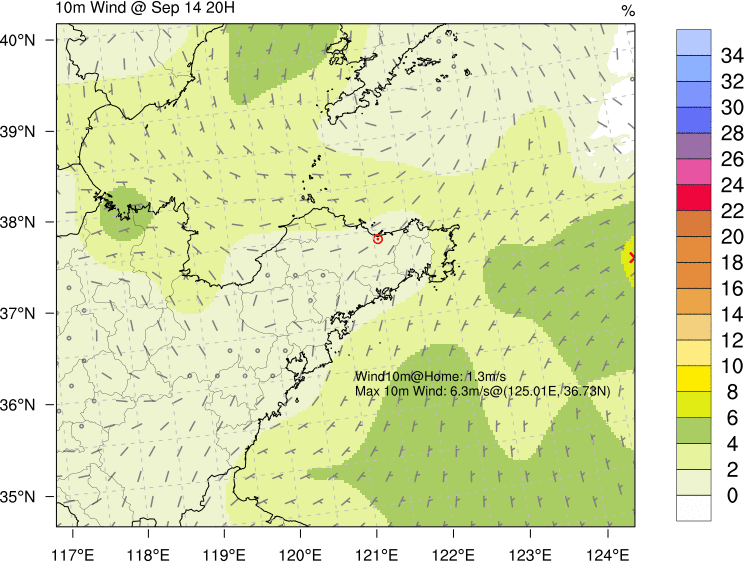 10m Wind @ Sep 14 20H
%
40°N
39°N
38°N
37°N
36°N
35°N
117°E 118°E 119°E 120°E 121°E 122°E 123°E 124°E
Wind10m@Home: 1.3m/s
Max 10m Wind: 6.3m/s@(125.01E, 36.73N)
34
32
30
28
26
24
22
20
18
16
14
12
10
8
6
4
2
0